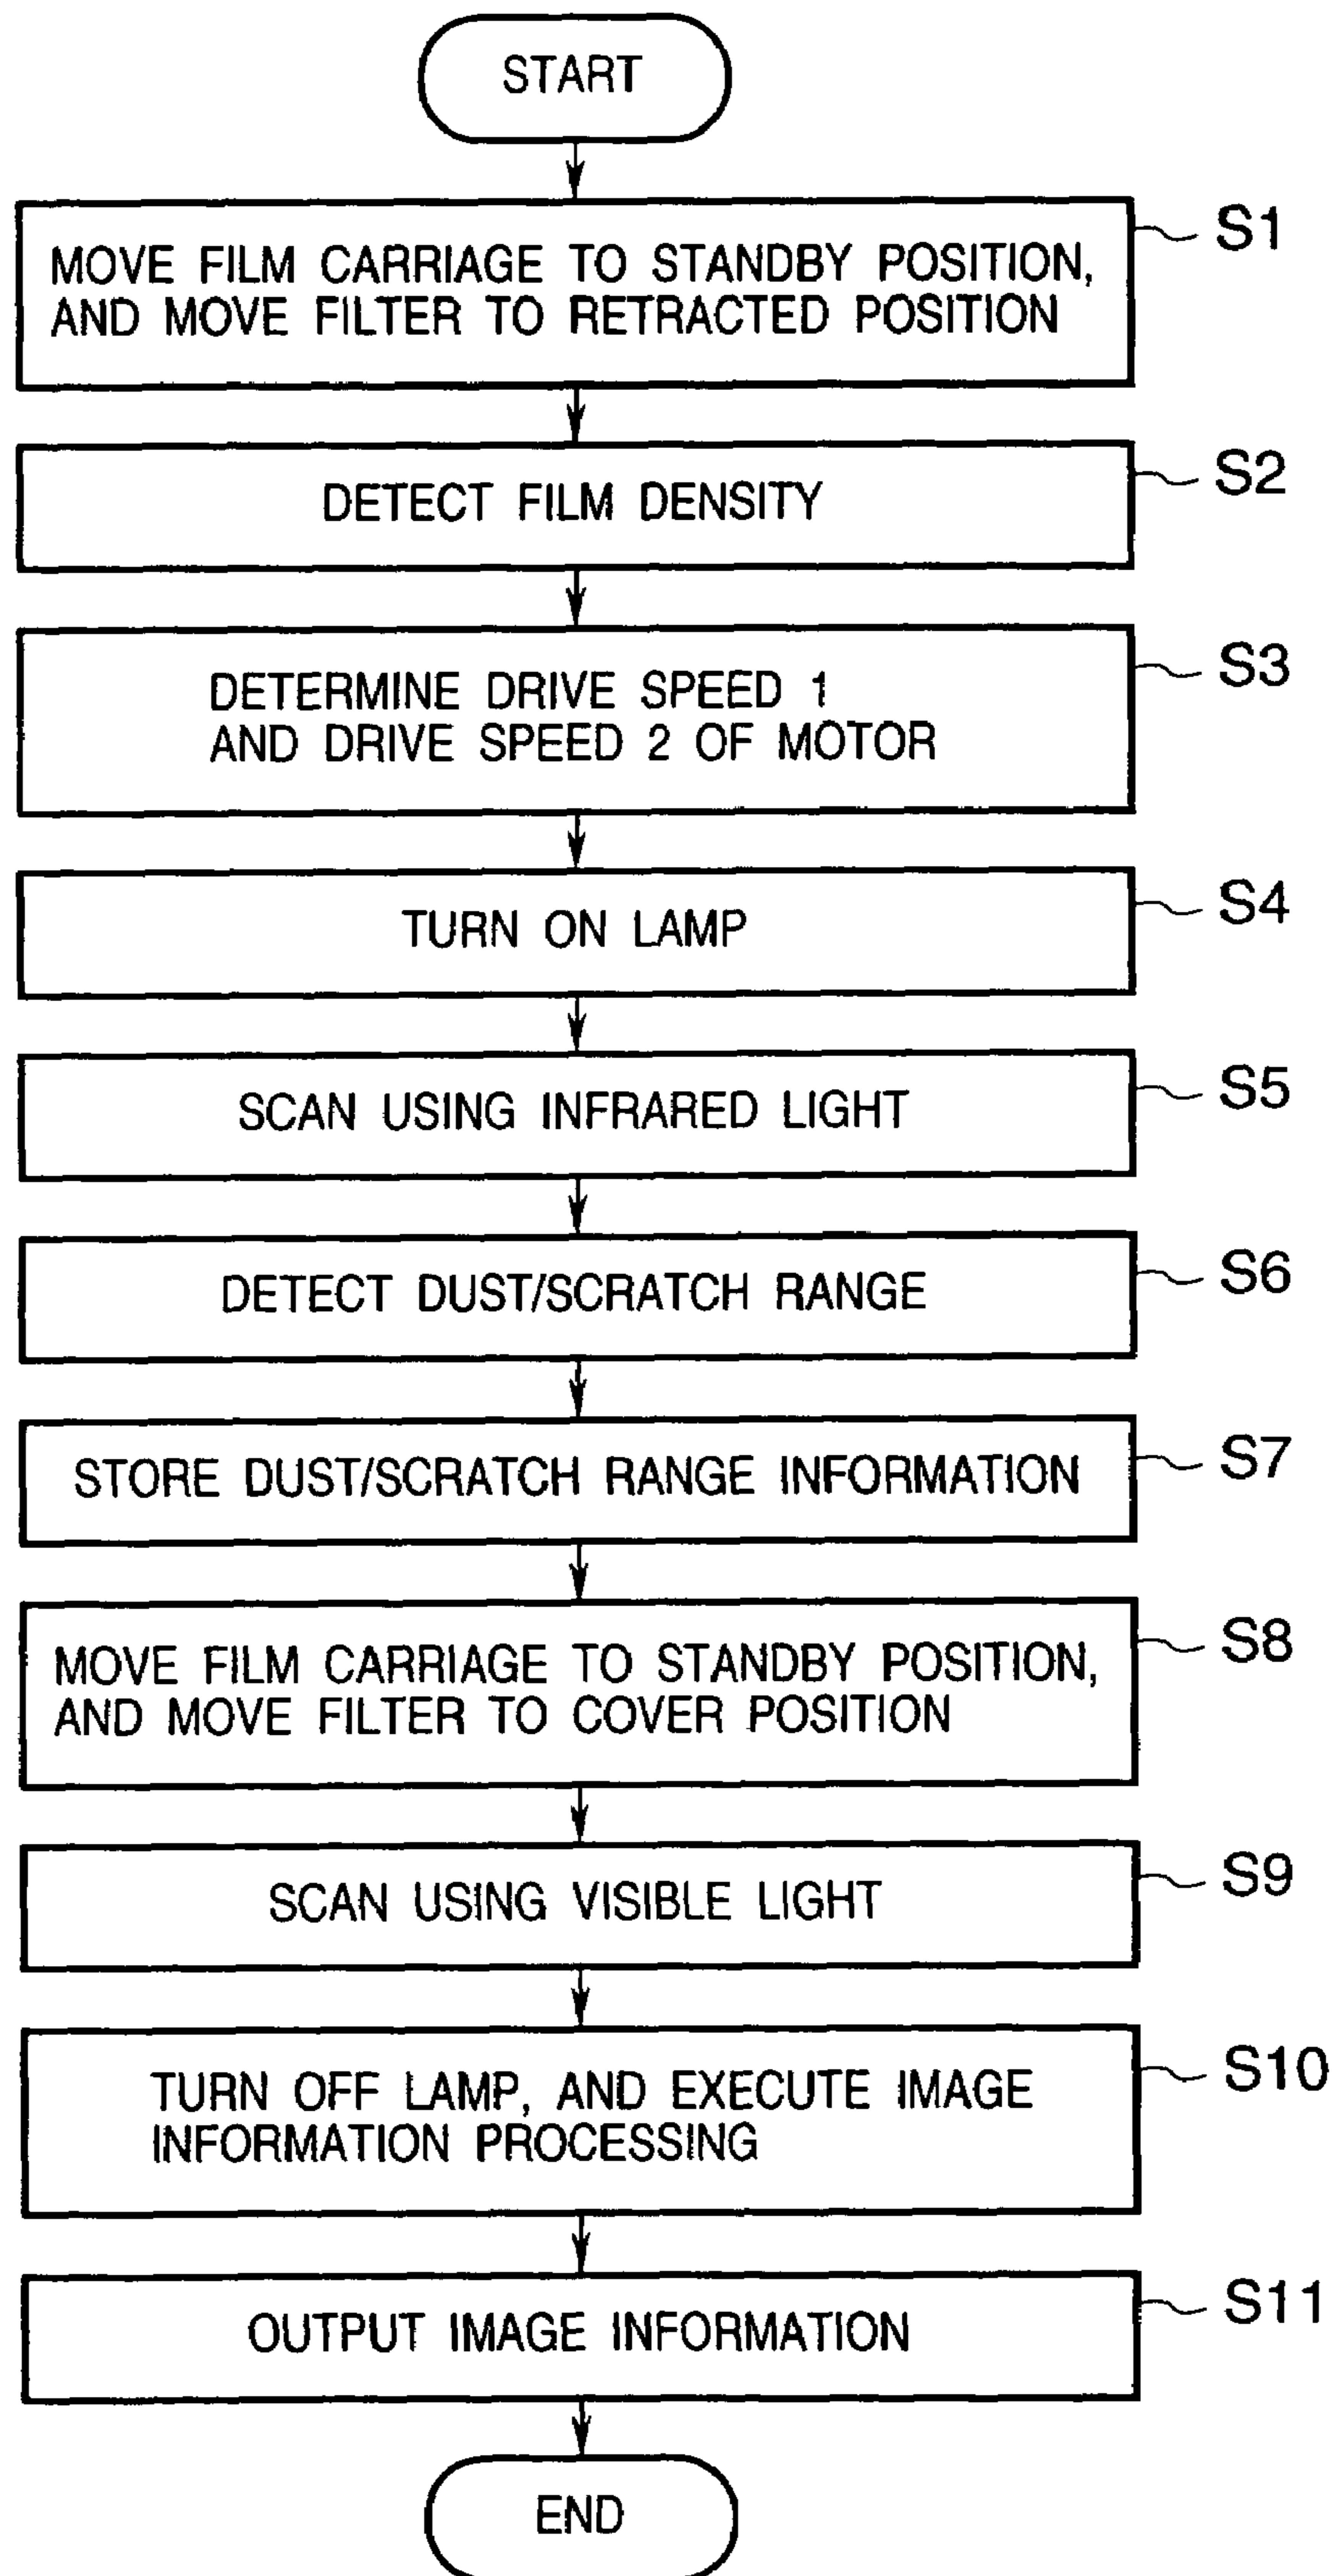 START
MOVE FILM CARRIAGE TO STANDBY POSITION,
AND MOVE FILTER TO RETRACTED POSITION
S1
DETECT FILM DENSITY
S2
DETERMINE DRIVE SPEED 1
AND DRIVE SPEED 2 OF MOTOR
S3
TURN ON LAMP
S4
SCAN USING INFRARED LIGHT
S5
DETECT DUST/SCRATCH RANGE
S6
STORE DUST/SCRATCH RANGE INFORMATION
S7
MOVE FILM CARRIAGE TO STANDBY POSITION,
AND MOVE FILTER TO COVER POSITION
S8
SCAN USING VISIBLE LIGHT
S9
TURN OFF LAMP, AND EXECUTE IMAGE
INFORMATION PROCESSING
S10
OUTPUT IMAGE INFORMATION
S11
END